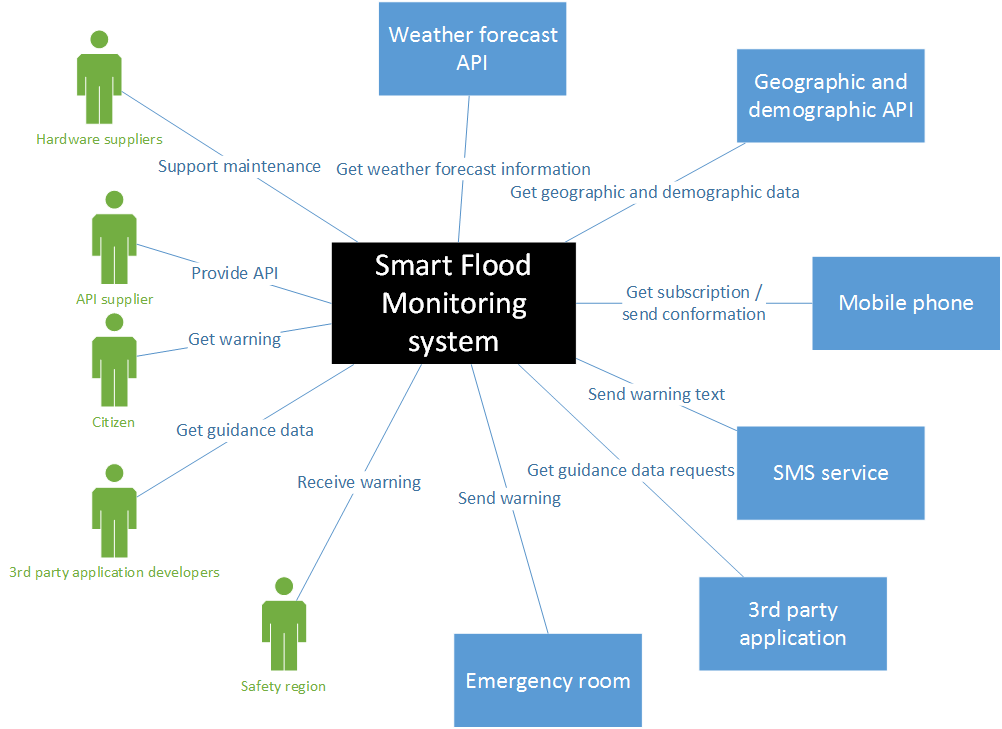 Weather forecast
API
Geographic and
demographic API
Hardware suppliers
Support maintenance
Get weather forecast information
Get geographic and demographic data
API supplier
Provide API
Smart Flood
Monitoring
system
Get subscription /
send conformation
Mobile phone
Citizen
Get warning
Send warning text
SMS service
Get guidance data
Get guidance data requests
Receive warning
Send warning
3rd party application developers
3rd party
application
Safety region
Emergency room